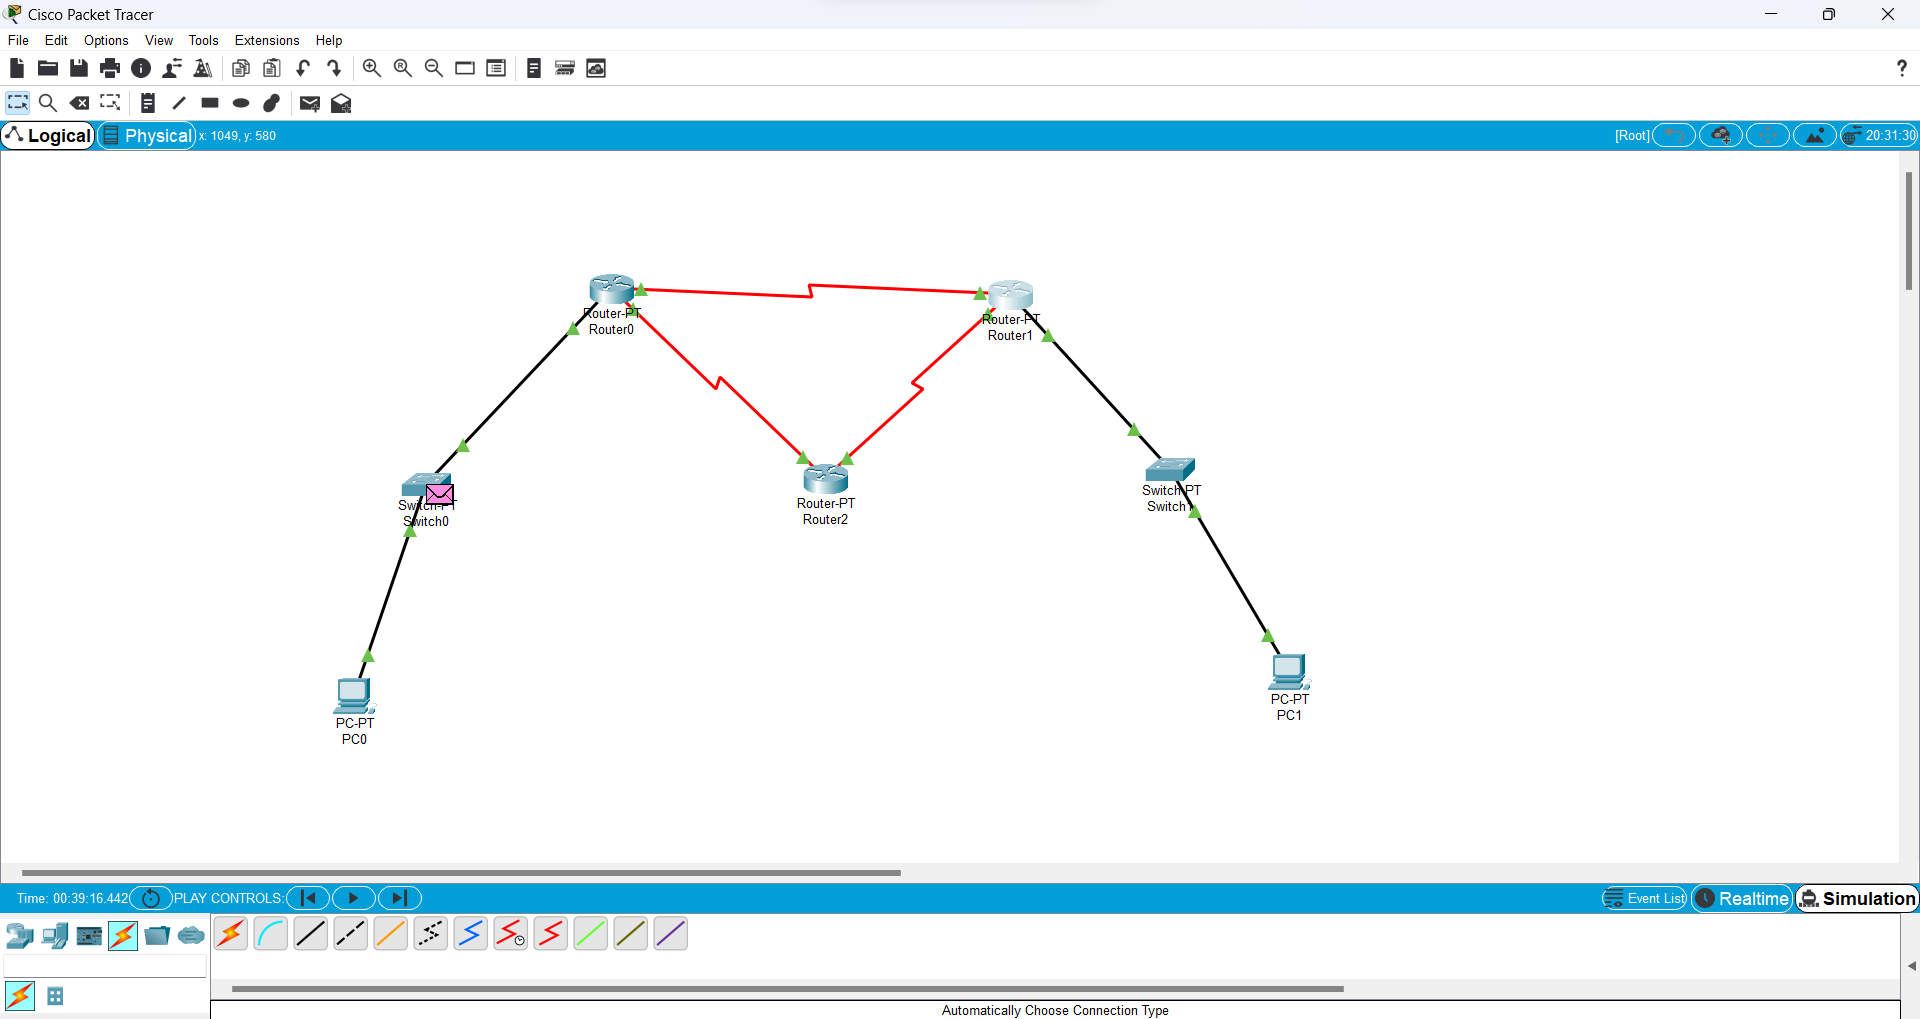 Cisco Packet Tracer
File Edit Options View Tools Extensions Help
?
Logical Physical x: 1049, y: 580 [Root] 20:31:30
Router-PT
Router0
Router-PT
Router1
Switch-PT
Switch0
Router-PT
Router2
Switch-PT
Switch1
PC-PT
PC0
PC-PT
PC1
Time: 00:39:16.442 PLAY CONTROLS: Event List Realtime Simulation
Automatically Choose Connection Type